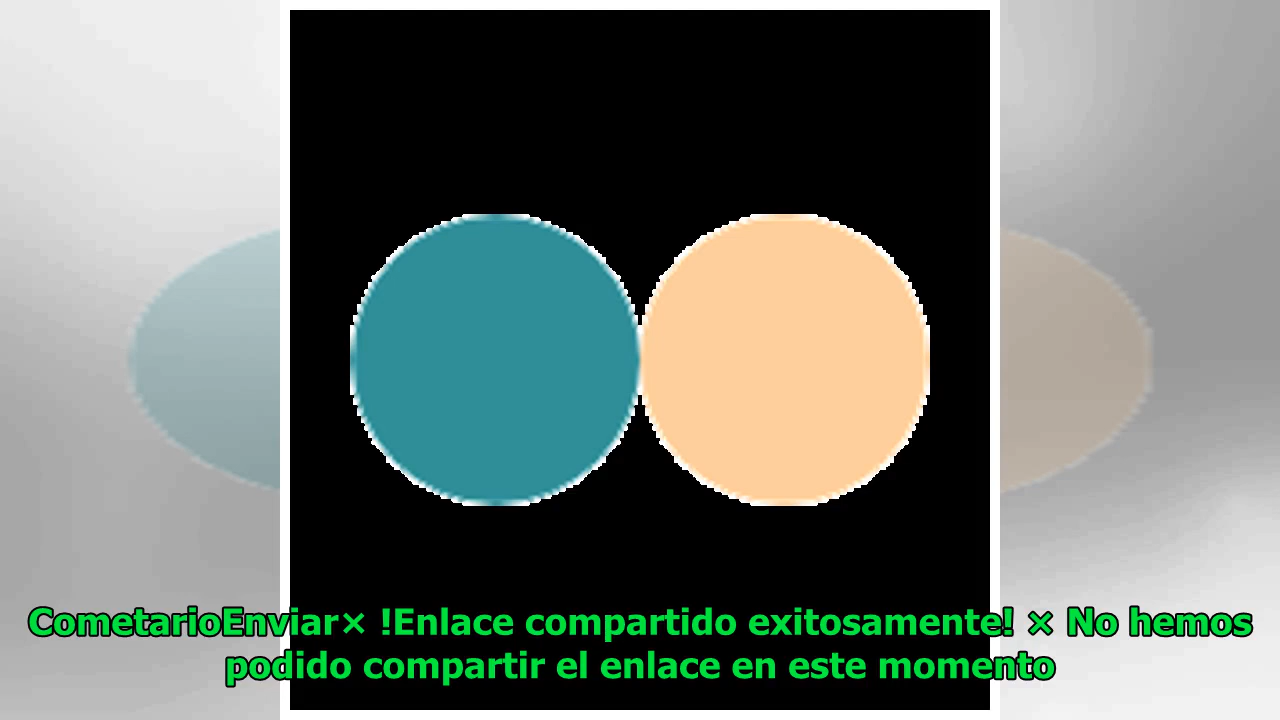 CometarioEnviar× !Enlace compartido exitosamente! × No hemos
podido compartir el enlace en este momento